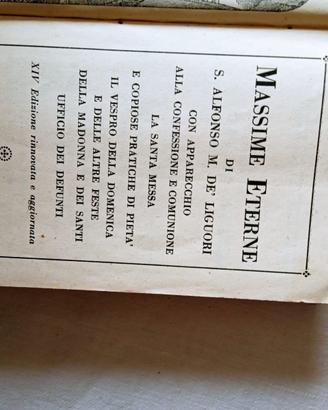 MASSIME ETERNE
DI
S. ALFONSO M. DE' LIGUORI
CON APPARECCHIO
ALLA CONFESSIONE E COMUNIONE
LA SANTA MESSA
E COPIOSE PRATICHE DI PIETA'
IL VESPRO DELLA DOMENICA
E DELLE ALTRE FESTE
DELLA MADONNA E DEI SANTI
UFFICIO DEI DEFUNTI
XIV Edizione rinnovata e aggiornata